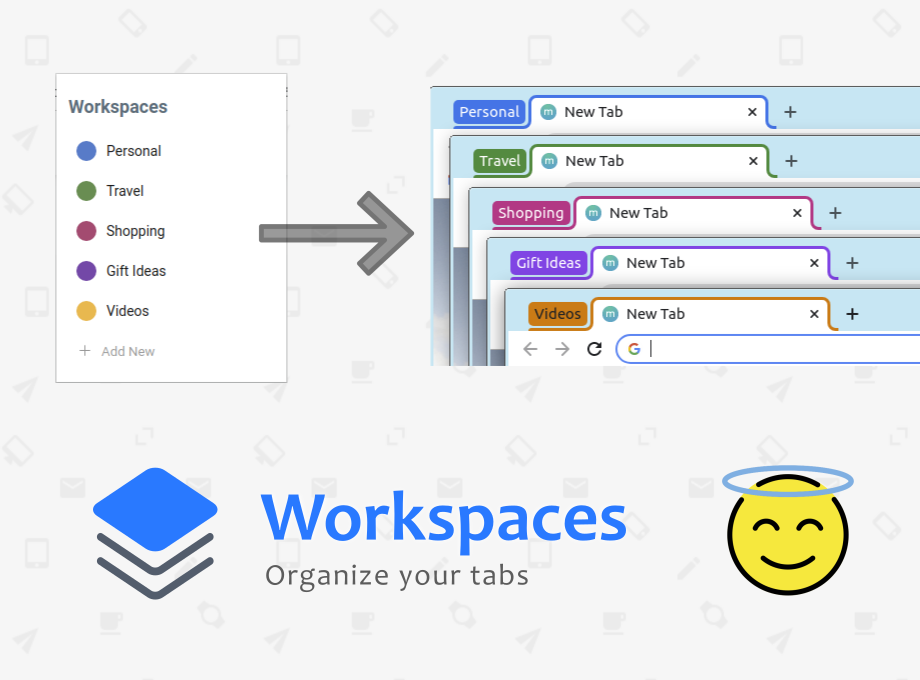 Workspaces
Personal
Travel
Shopping
Gift Ideas
Videos
+ Add New
Personal m New Tab × +
Travel m New Tab × +
Shopping m New Tab × +
Gift Ideas m New Tab × +
Videos m New Tab × +
G
Workspaces
Organize your tabs